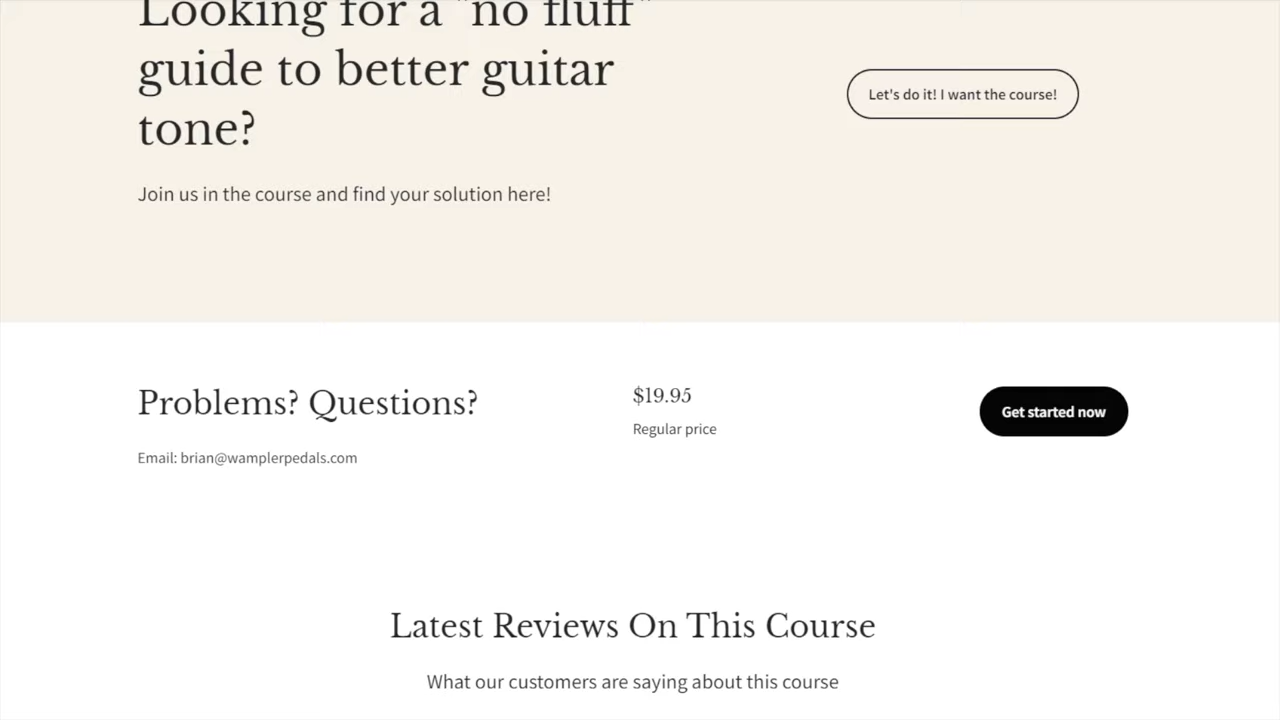 Looking for a "no fluff"
guide to better guitar
tone?
Let's do it! I want the course!
Join us in the course and find your solution here!
Problems? Questions?
$19.95
Regular price
Get started now
Email: brian@wamplerpedals.com
Latest Reviews On This Course
What our customers are saying about this course